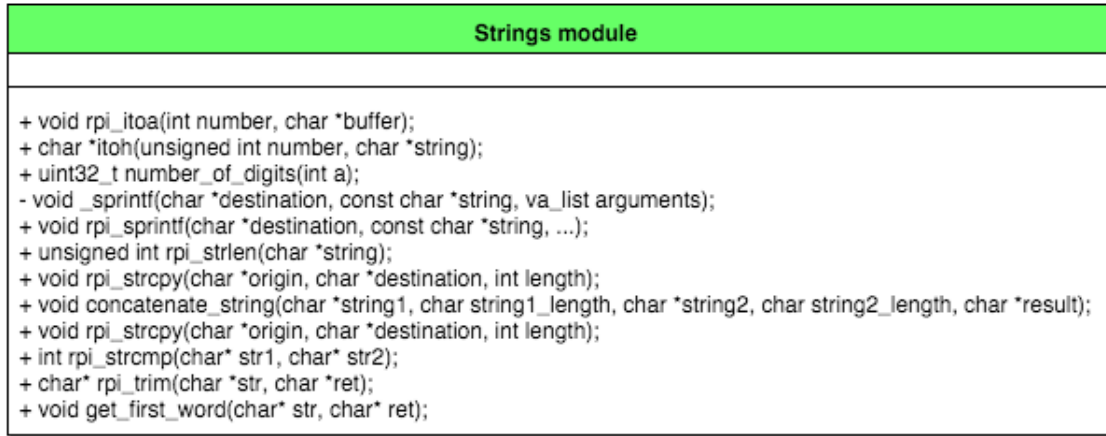 Strings module
+ void rpi_itoa(int number, char *buffer);
+ char *itoh(unsigned int number, char *string);
+ uint32_t number_of_digits(int a);
- void _sprintf(char *destination, const char *string, va_list arguments);
+ void rpi_sprintf(char *destination, const char *string, ...);
+ unsigned int rpi_strlen(char *string);
+ void rpi_strcpy(char *origin, char *destination, int length);
+ void concatenate_string(char *string1, char string1_length, char *string2, char string2_length, char *result);
+ void rpi_strcpy(char *origin, char *destination, int length);
+ int rpi_strcmp(char* str1, char* str2);
+ char* rpi_trim(char *str, char *ret);
+ void get_first_word(char* str, char* ret);